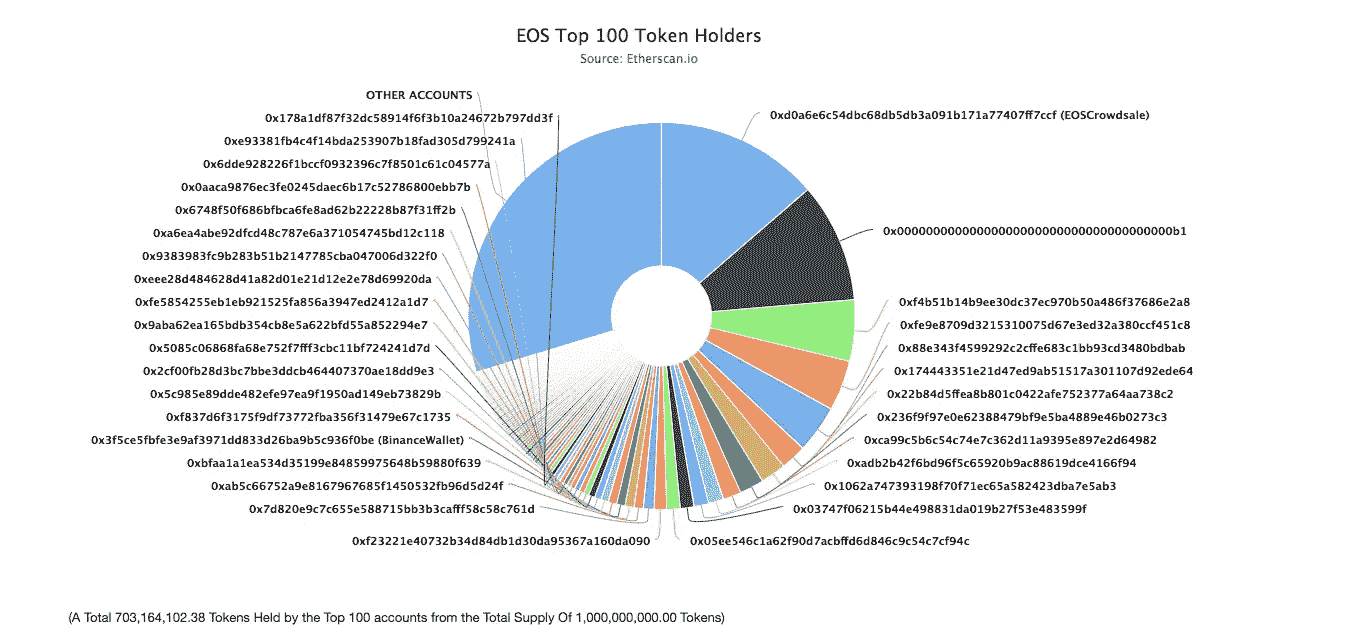 EOS Top 100 Token Holders
Source: Etherscan.io
OTHER ACCOUNTS
0x178a1df87f32dc58914f6f3b10a24672b797dd3f
0xe93381fb4c4f14bda253907b18fad305d799241a
0x6dde928226f1bccf0932396c7f8501c61c04577a
0x0aaca9876ec3fe0245daec6b17c52786800ebb7b
0x6748f50f686bfbca6fe8ad62b22228b87f31ff2b
0xa6ea4abe92dfcd48c787e6a371054745bd12c118
0x9383983fc9b283b51b2147785cba047006d322f0
0xeee28d484628d41a82d01e21d12e2e78d69920da
0xfe5854255eb1eb921525fa856a3947ed2412a1d7
0x9aba62ea165bdb354cb8e5a622bfd55a852294e7
0x5085c06868fa68e752f7fff3cbc11bf724241d7d
0x2cf00fb28d3bc7bbe3ddcb464407370ae18dd9e3
0x5c985e89dde482efe97ea9f1950ad149eb73829b
0xf837d6f3175f9df73772fba356f31479e67c1735
0x3f5ce5fbfe3e9af3971dd833d26ba9b5c936f0be (BinanceWallet)
0xbfaa1a1ea534d35199e84859975648b59880f639
0xab5c66752a9e8167967685f1450532fb96d5d24f
0x7d820e9c7c655e588715bb3b3cafff58c58c761d
0xf23221e40732b34d84db1d30da95367a160da090
0xd0a6e6c54dbc68db5db3a091b171a77407ff7ccf (EOSCrowdsale)
0x00000000000000000000000000000000000000b1
0xf4b51b14b9ee30dc37ec970b50a486f37686e2a8
0xfe9e8709d3215310075d67e3ed32a380ccf451c8
0x88e343f4599292c2cffe683c1bb93cd3480bdbab
0x174443351e21d47ed9ab51517a301107d92ede64
0x22b84d5ffea8b801c0422afe752377a64aa738c2
0x236f9f97e0e62388479bf9e5ba4889e46b0273c3
0xca99c5b6c54c74e7c362d11a9395e897e2d64982
0xadb2b42f6bd96f5c65920b9ac88619dce4166f94
0x1062a747393198f70f71ec65a582423dba7e5ab3
0x03747f06215b44e498831da019b27f53e483599f
0x05ee546c1a62f90d7acbffd6d846c9c54c7cf94c
(A Total 703,164,102.38 Tokens Held by the Top 100 accounts from the Total Supply Of 1,000,000,000.00 Tokens)